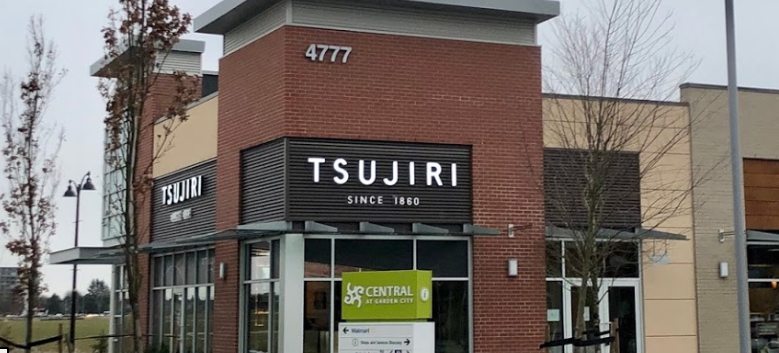 4777
TSUJIRI
SINCE 1860
TSUJIRI
CENTRAL
AT GARDEN CITY
i
Walmart